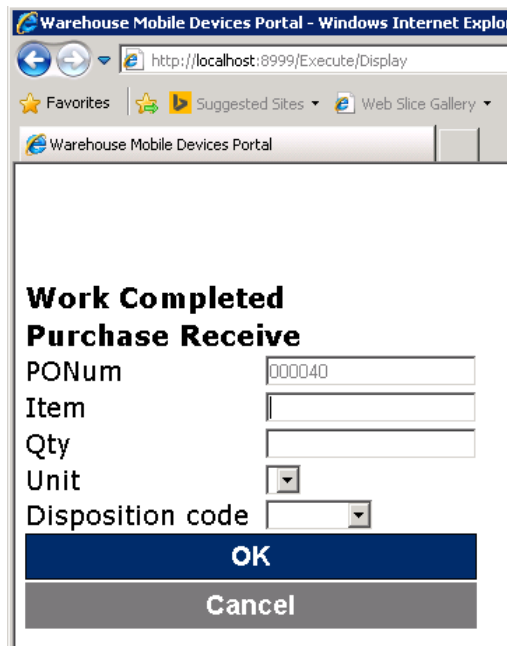 Warehouse Mobile Devices Portal - Windows Internet Explo
http://localhost:8999/Execute/Display
Favorites Suggested Sites Web Slice Gallery
Warehouse Mobile Devices Portal
Work Completed
Purchase Receive
PONum 000040
Item
Qty
Unit
Disposition code
OK
Cancel